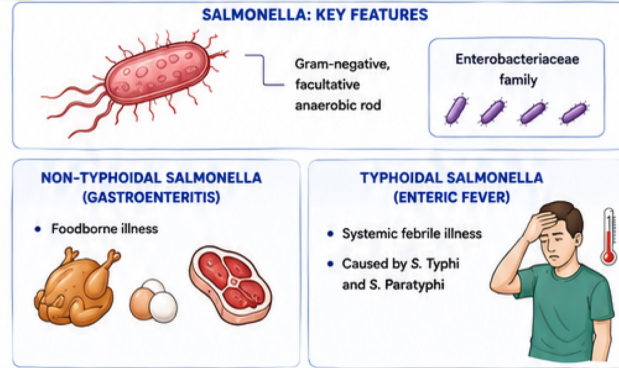 SALMONELLA: KEY FEATURES
Gram-negative,
facultative
anaerobic rod
Enterobacteriaceae
family
NON-TYPHOIDAL SALMONELLA
(GASTROENTERITIS)
• Foodborne illness
TYPHOIDAL SALMONELLA
(ENTERIC FEVER)
• Systemic febrile illness
• Caused by S. Typhi
and S. Paratyphi